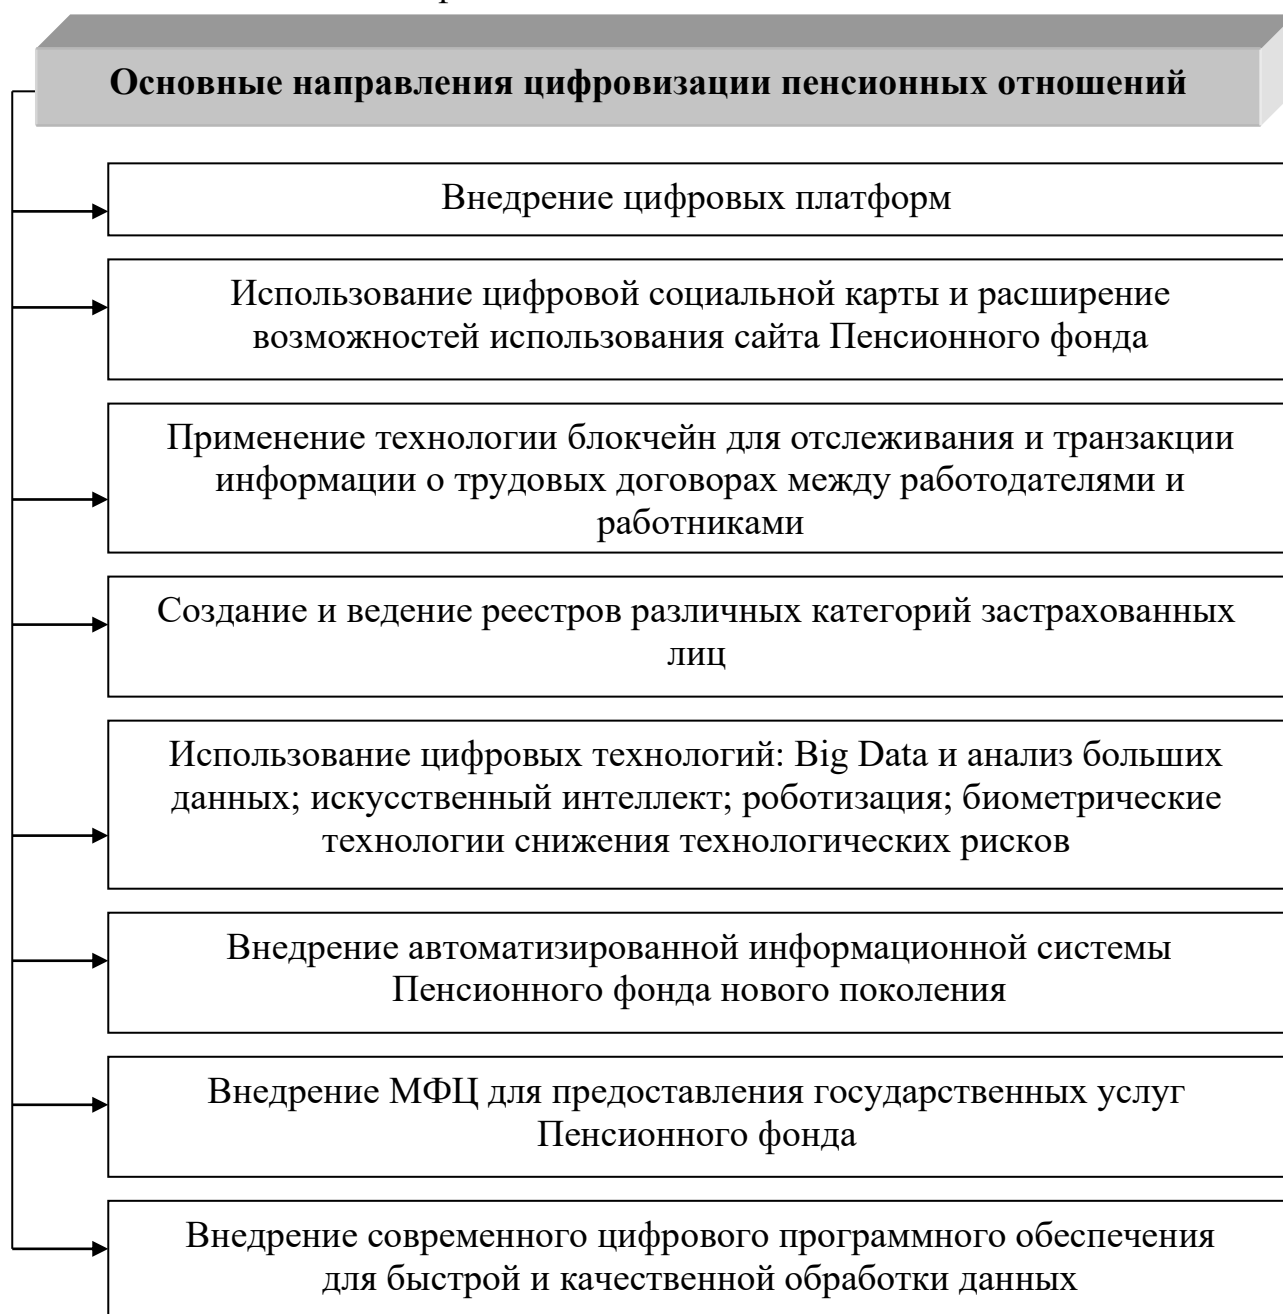 Основные направления цифровизации пенсионных отношений
Внедрение цифровых платформ
Использование цифровой социальной карты и расширение
возможностей использования сайта Пенсионного фонда
Применение технологии блокчейн для отслеживания и транзакции
информации о трудовых договорах между работодателями и
работниками
Создание и ведение реестров различных категорий застрахованных
лиц
Использование цифровых технологий: Big Data и анализ больших
данных; искусственный интеллект; роботизация; биометрические
технологии снижения технологических рисков
Внедрение автоматизированной информационной системы
Пенсионного фонда нового поколения
Внедрение МФЦ для предоставления государственных услуг
Пенсионного фонда
Внедрение современного цифрового программного обеспечения
для быстрой и качественной обработки данных